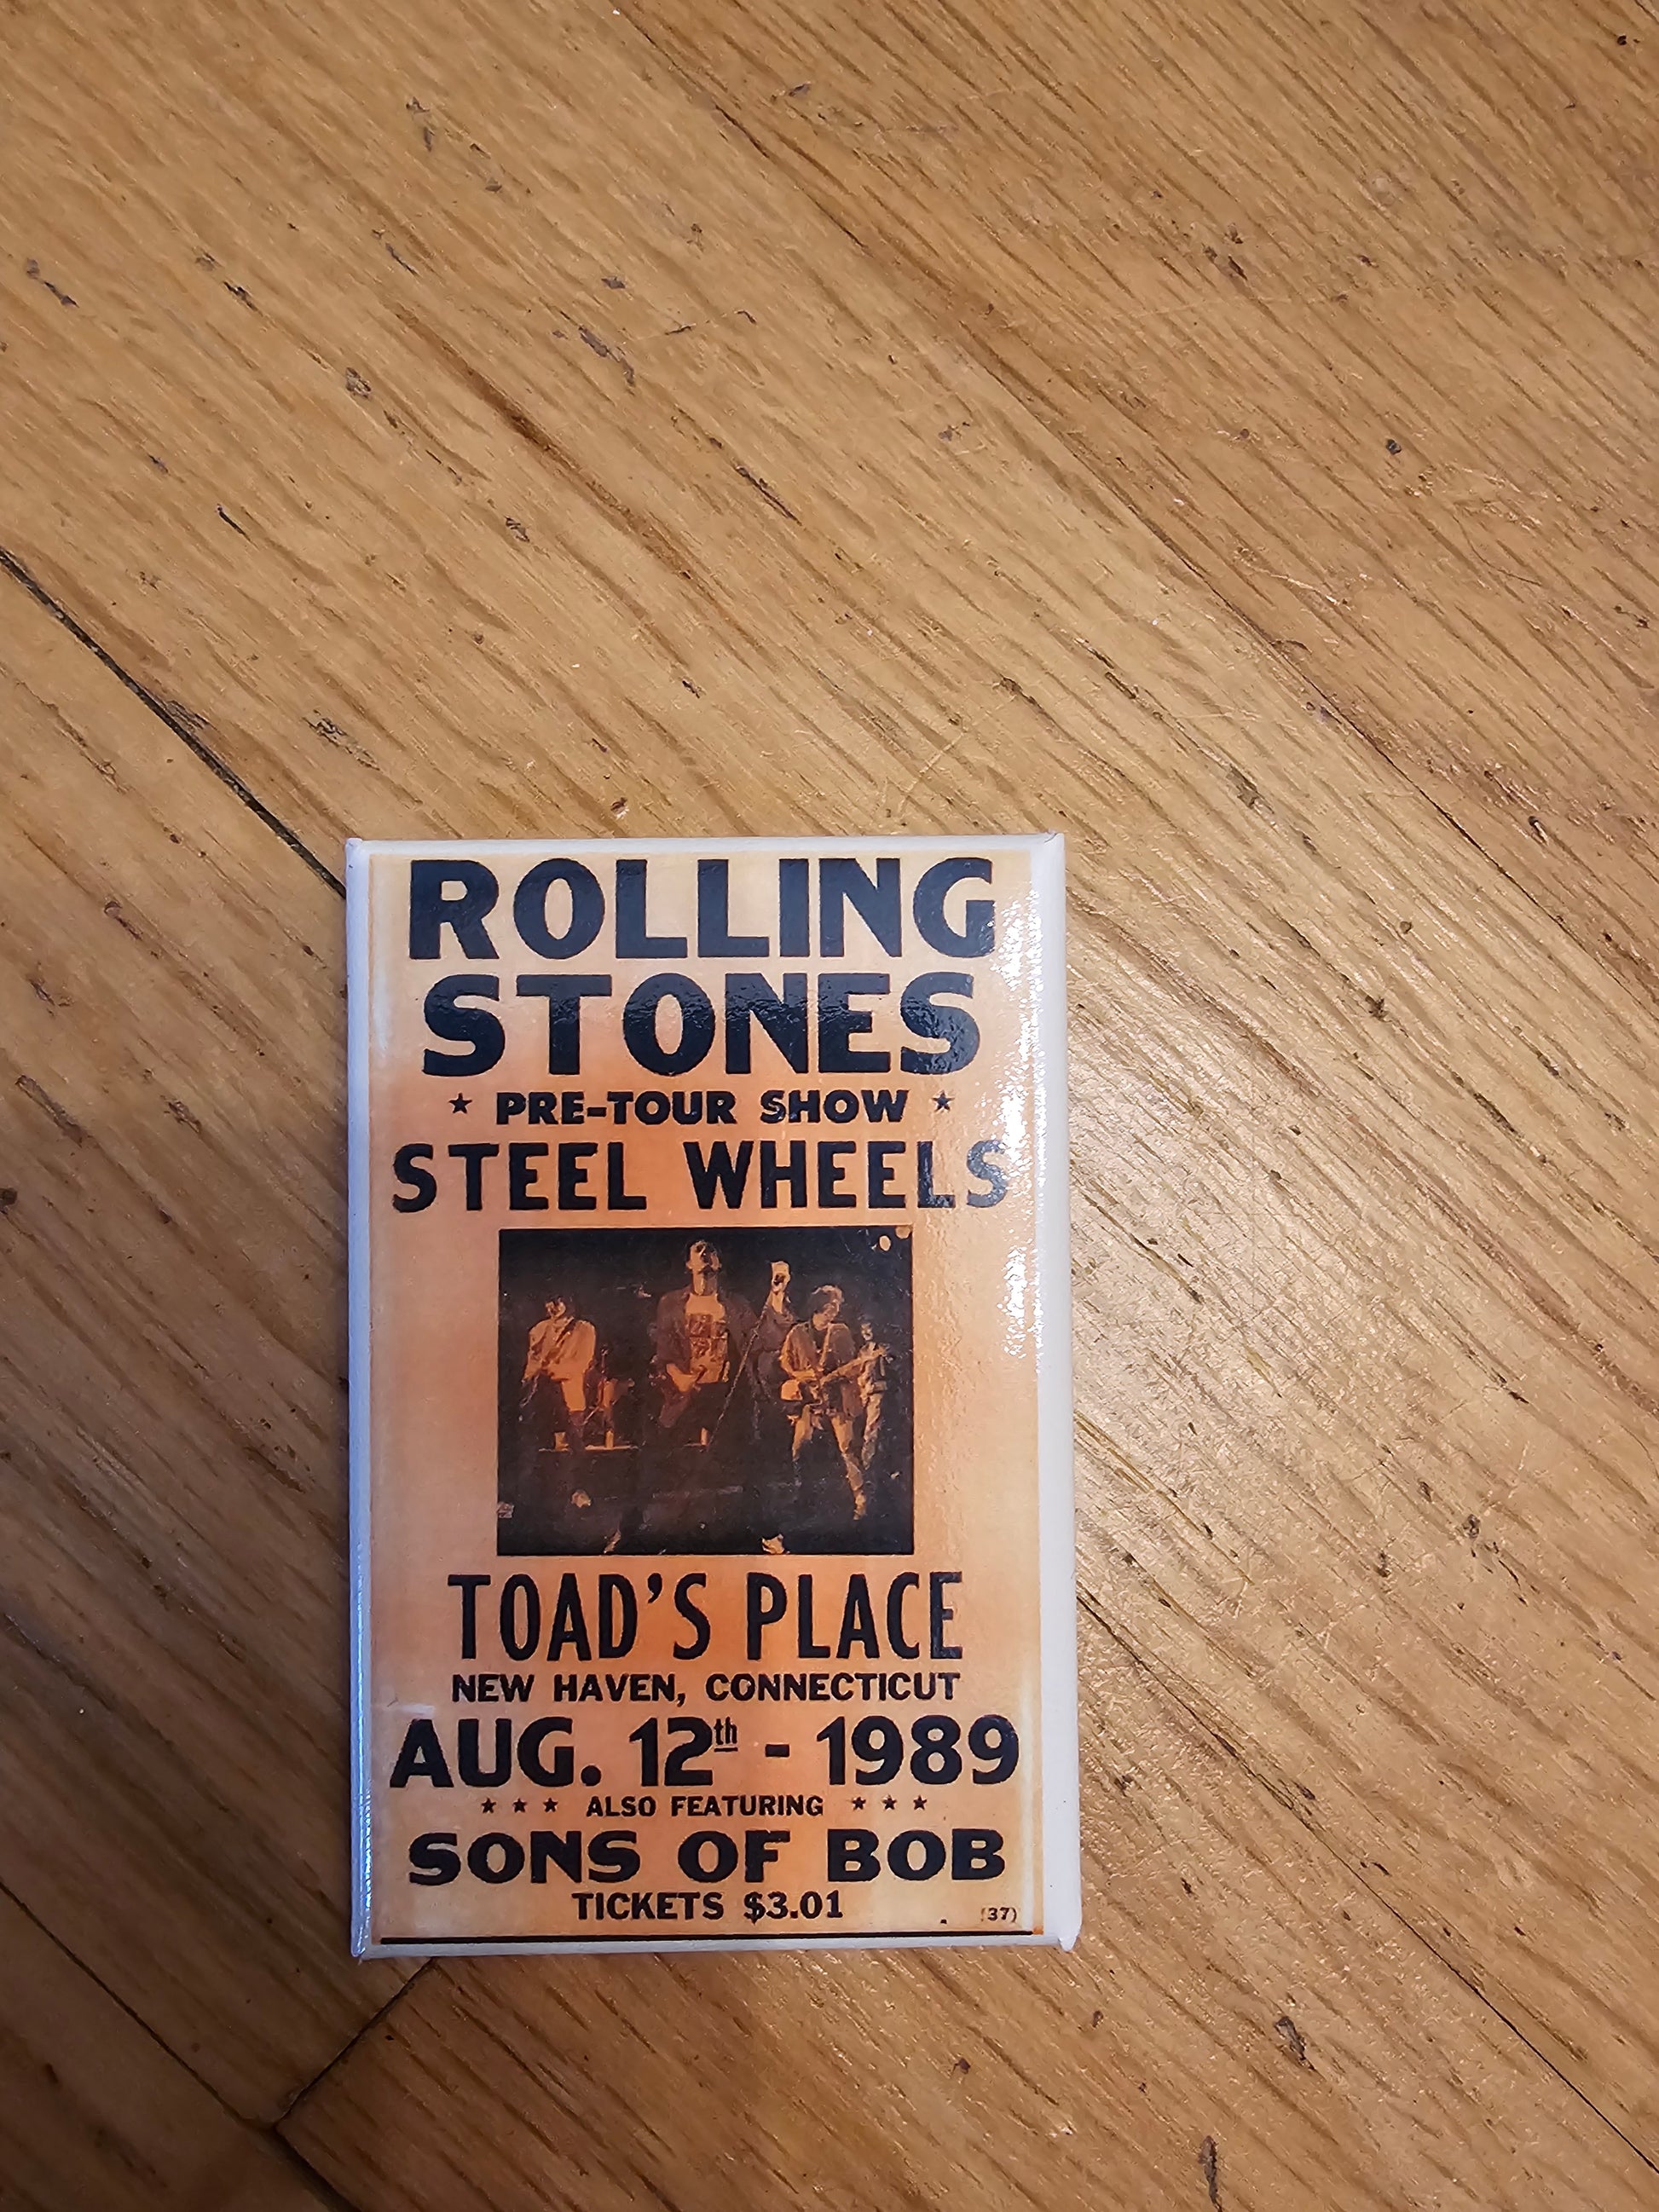 ROLLING
STONES
★ PRE-TOUR SHOW ★
STEEL WHEELS
TOAD'S PLACE
NEW HAVEN, CONNECTICUT
AUG. 12th - 1989
★ ★ ★ ALSO FEATURING ★ ★ ★
SONS OF BOB
TICKETS $3.01
(37)